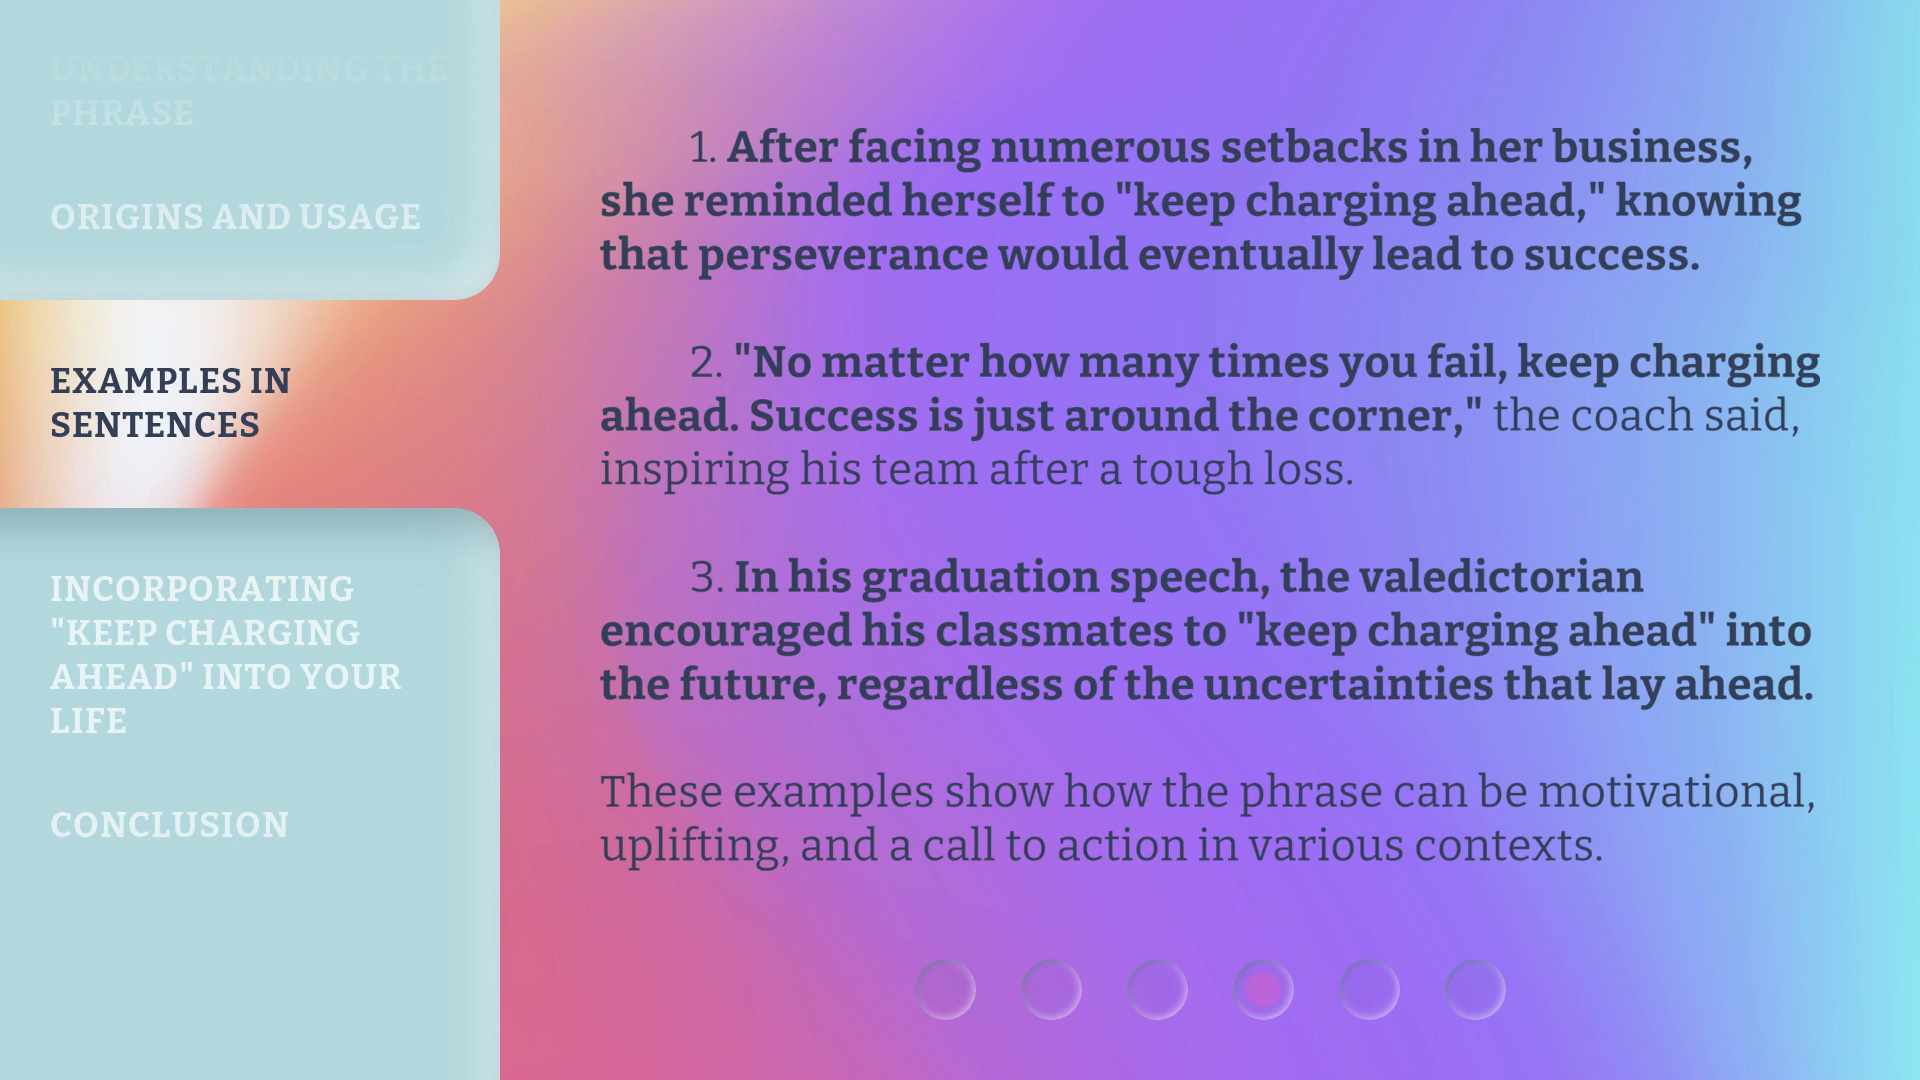 UNDERSTANDING THE
PHRASE
ORIGINS AND USAGE
EXAMPLES IN
SENTENCES
INCORPORATING
"KEEP CHARGING
AHEAD" INTO YOUR
LIFE
CONCLUSION
1. After facing numerous setbacks in her business,
she reminded herself to "keep charging ahead," knowing
that perseverance would eventually lead to success.
2. "No matter how many times you fail, keep charging
ahead. Success is just around the corner," the coach said,
inspiring his team after a tough loss.
3. In his graduation speech, the valedictorian
encouraged his classmates to "keep charging ahead" into
the future, regardless of the uncertainties that lay ahead.
These examples show how the phrase can be motivational,
uplifting, and a call to action in various contexts.